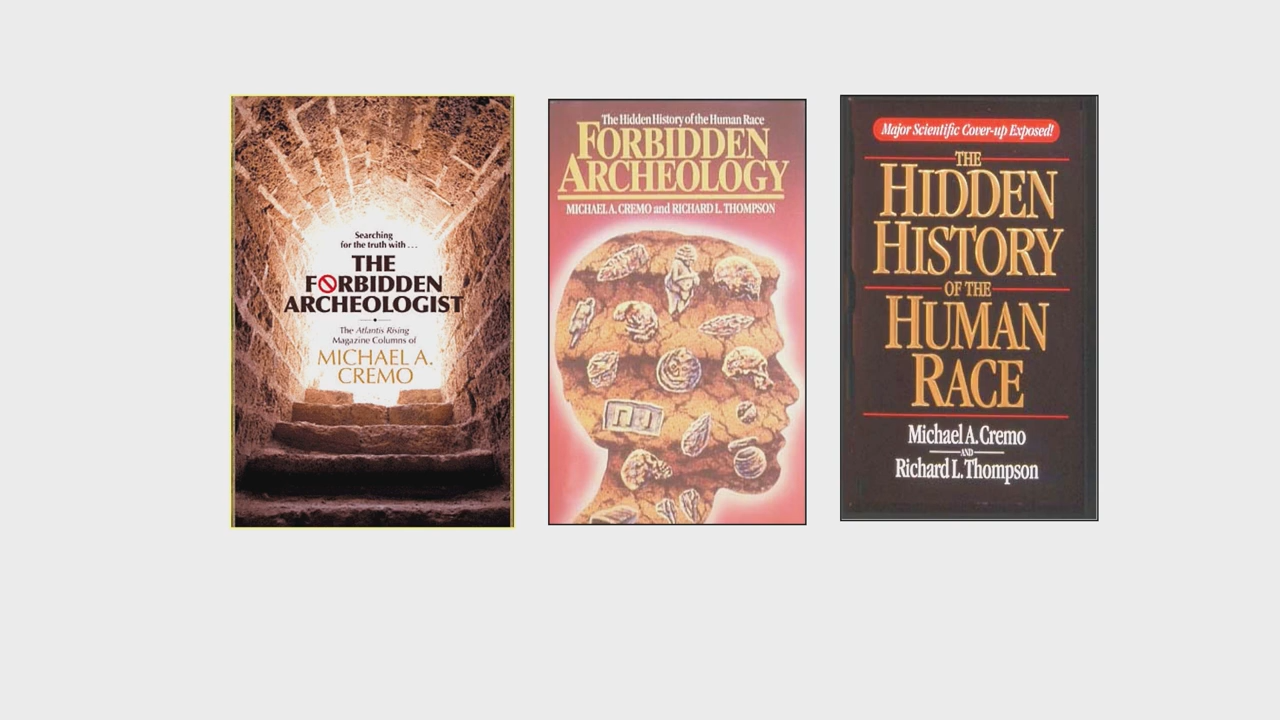 Searching
for the truth with . . .
THE
FORBIDDEN
ARCHEOLOGIST
The Atlantis Rising
Magazine Columns of
MICHAEL A.
CREMO
The Hidden History of the Human Race
FORBIDDEN
ARCHEOLOGY
MICHAEL A. CREMO and RICHARD L. THOMPSON
Major Scientific Cover-up Exposed!
THE
HIDDEN
HISTORY
OF THE
HUMAN
RACE
Michael A. Cremo
AND
Richard L. Thompson